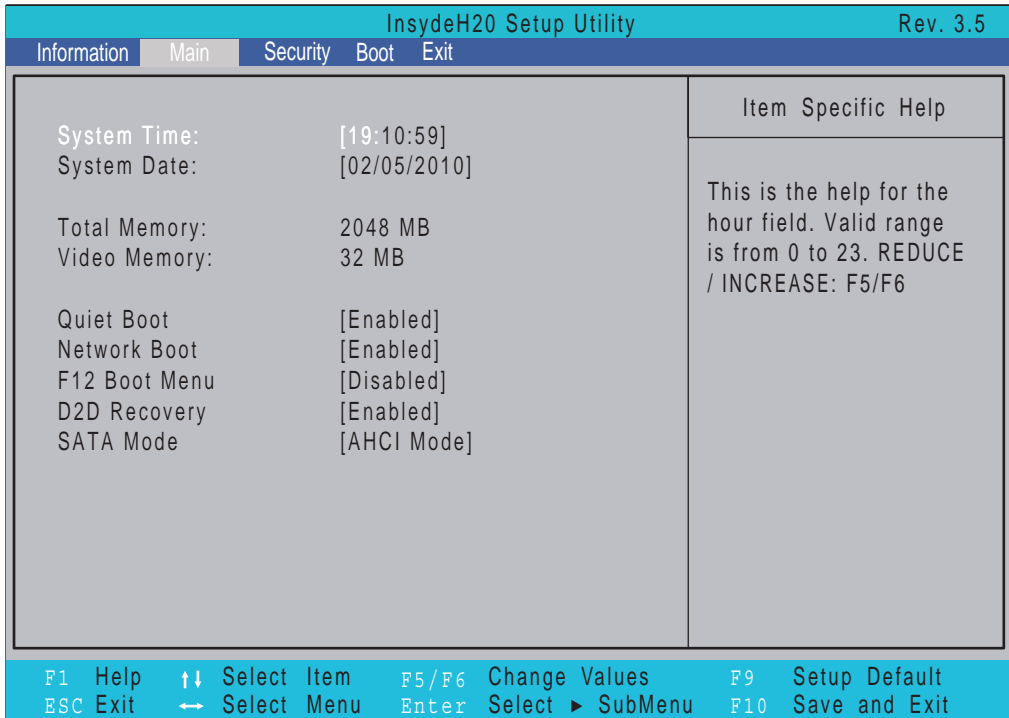 InsydeH20 Setup Utility Rev. 3.5
Information Main Security Boot Exit
System Time: [19:10:59]
System Date: [02/05/2010]
Total Memory: 2048 MB
Video Memory: 32 MB
Quiet Boot [Enabled]
Network Boot [Enabled]
F12 Boot Menu [Disabled]
D2D Recovery [Enabled]
SATA Mode [AHCI Mode]
Item Specific Help
This is the help for the
hour field. Valid range
is from 0 to 23. REDUCE
/ INCREASE: F5/F6
F1 Help ↑↓ Select Item F5/F6 Change Values F9 Setup Default
ESC Exit ↔ Select Menu Enter Select ► SubMenu F10 Save and Exit